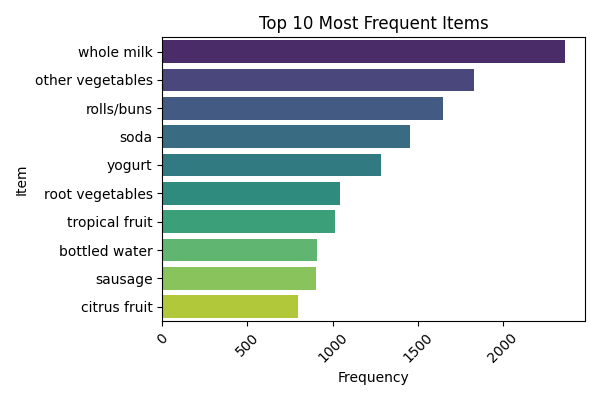 Top 10 Most Frequent Items
Item
whole milk
other vegetables
rolls/buns
soda
yogurt
root vegetables
tropical fruit
bottled water
sausage
citrus fruit
0
500
1000
1500
2000
Frequency